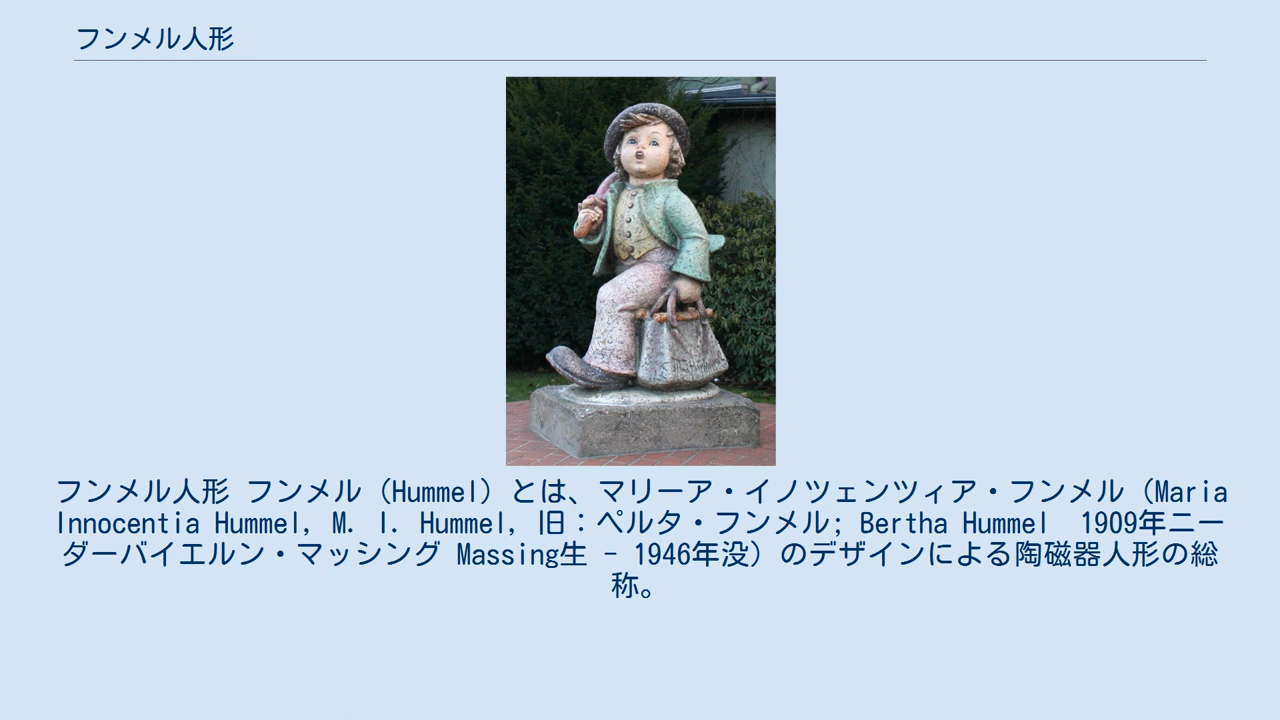 フンメル人形
フンメル人形 フンメル（Hummel）とは、マリーア・イノツェンツィア・フンメル（Maria
Innocentia Hummel, M. I. Hummel, 旧：ペルタ・フンメル; Bertha Hummel  1909年ニー
ダーバイエルン・マッシング Massing生 - 1946年没）のデザインによる陶磁器人形の総
称。